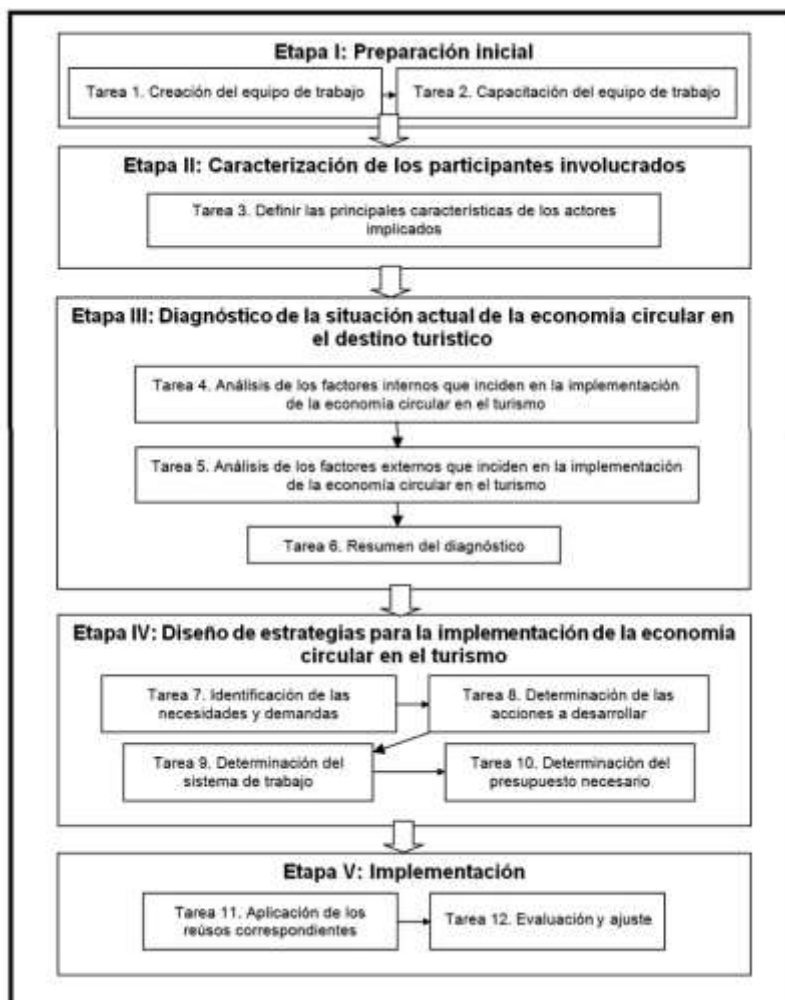 Etapa I: Preparación inicial
Tarea 1. Creación del equipo de trabajo
Tarea 2. Capacitación del equipo de trabajo
Etapa II: Caracterización de los participantes involucrados
Tarea 3. Definir las principales características de los actores
implicados
Etapa III: Diagnóstico de la situación actual de la economía circular en
el destino turístico
Tarea 4. Análisis de los factores internos que inciden en la implementación
de la economía circular en el turismo
Tarea 5. Análisis de los factores externos que inciden en la implementación
de la economía circular en el turismo
Tarea 6. Resumen del diagnóstico
Etapa IV: Diseño de estrategias para la implementación de la economía
circular en el turismo
Tarea 7. Identificación de las
necesidades y demandas
Tarea 8. Determinación de las
acciones a desarrollar
Tarea 9. Determinación del
sistema de trabajo
Tarea 10. Determinación del
presupuesto necesario
Etapa V: Implementación
Tarea 11. Aplicación de los
reúsos correspondientes
Tarea 12. Evaluación y ajuste